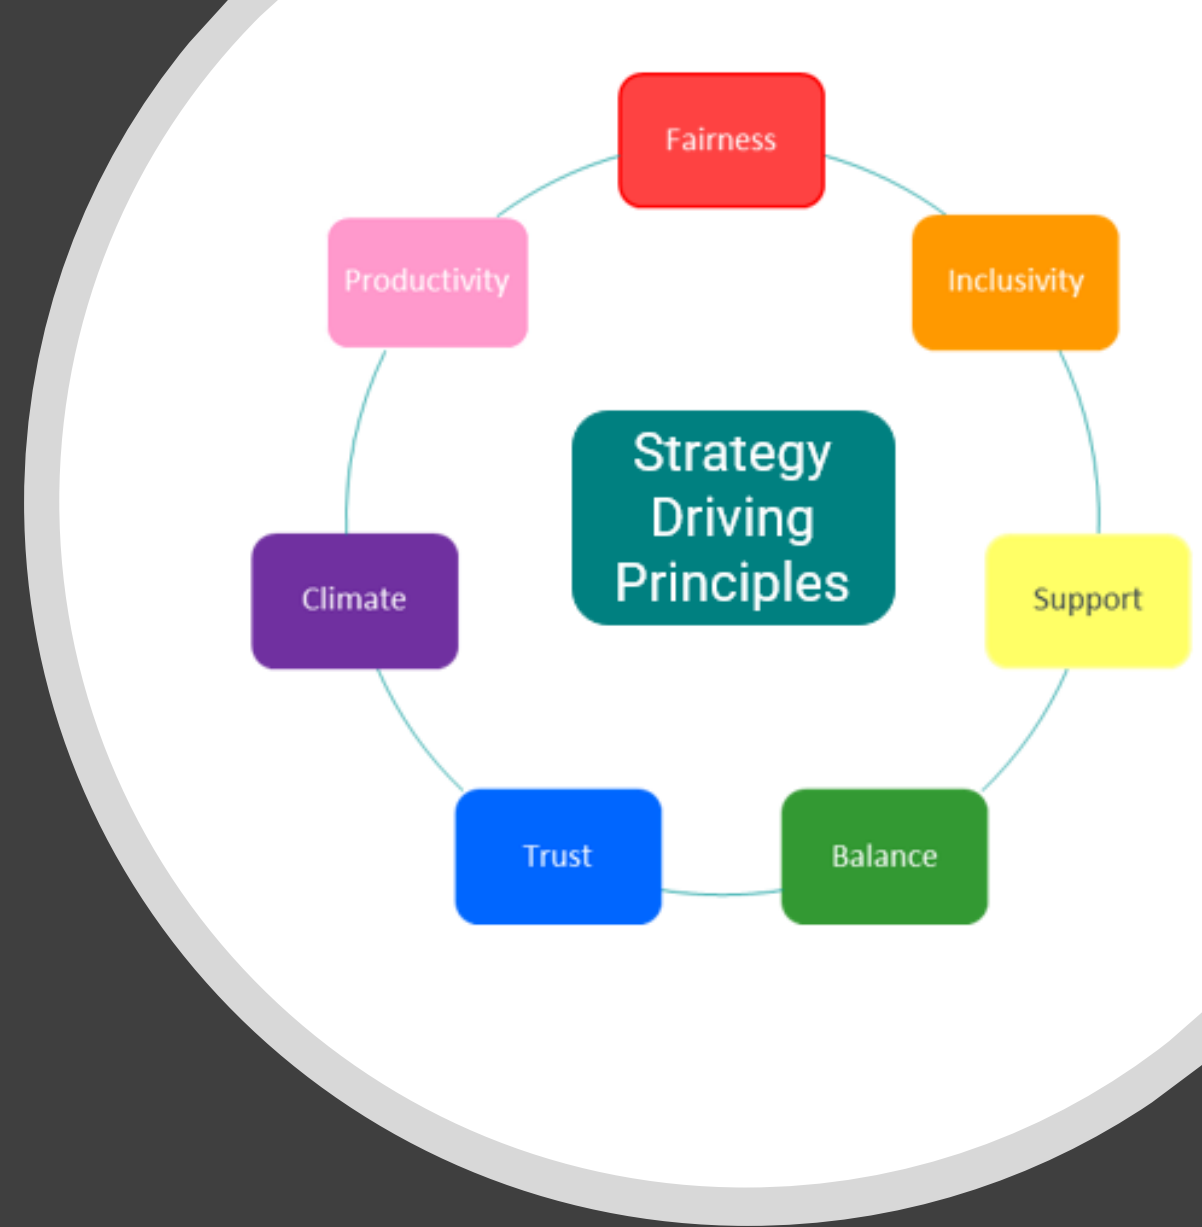 Fairness
Inclusivity
Support
Balance
Trust
Climate
Productivity
Strategy
Driving
Principles